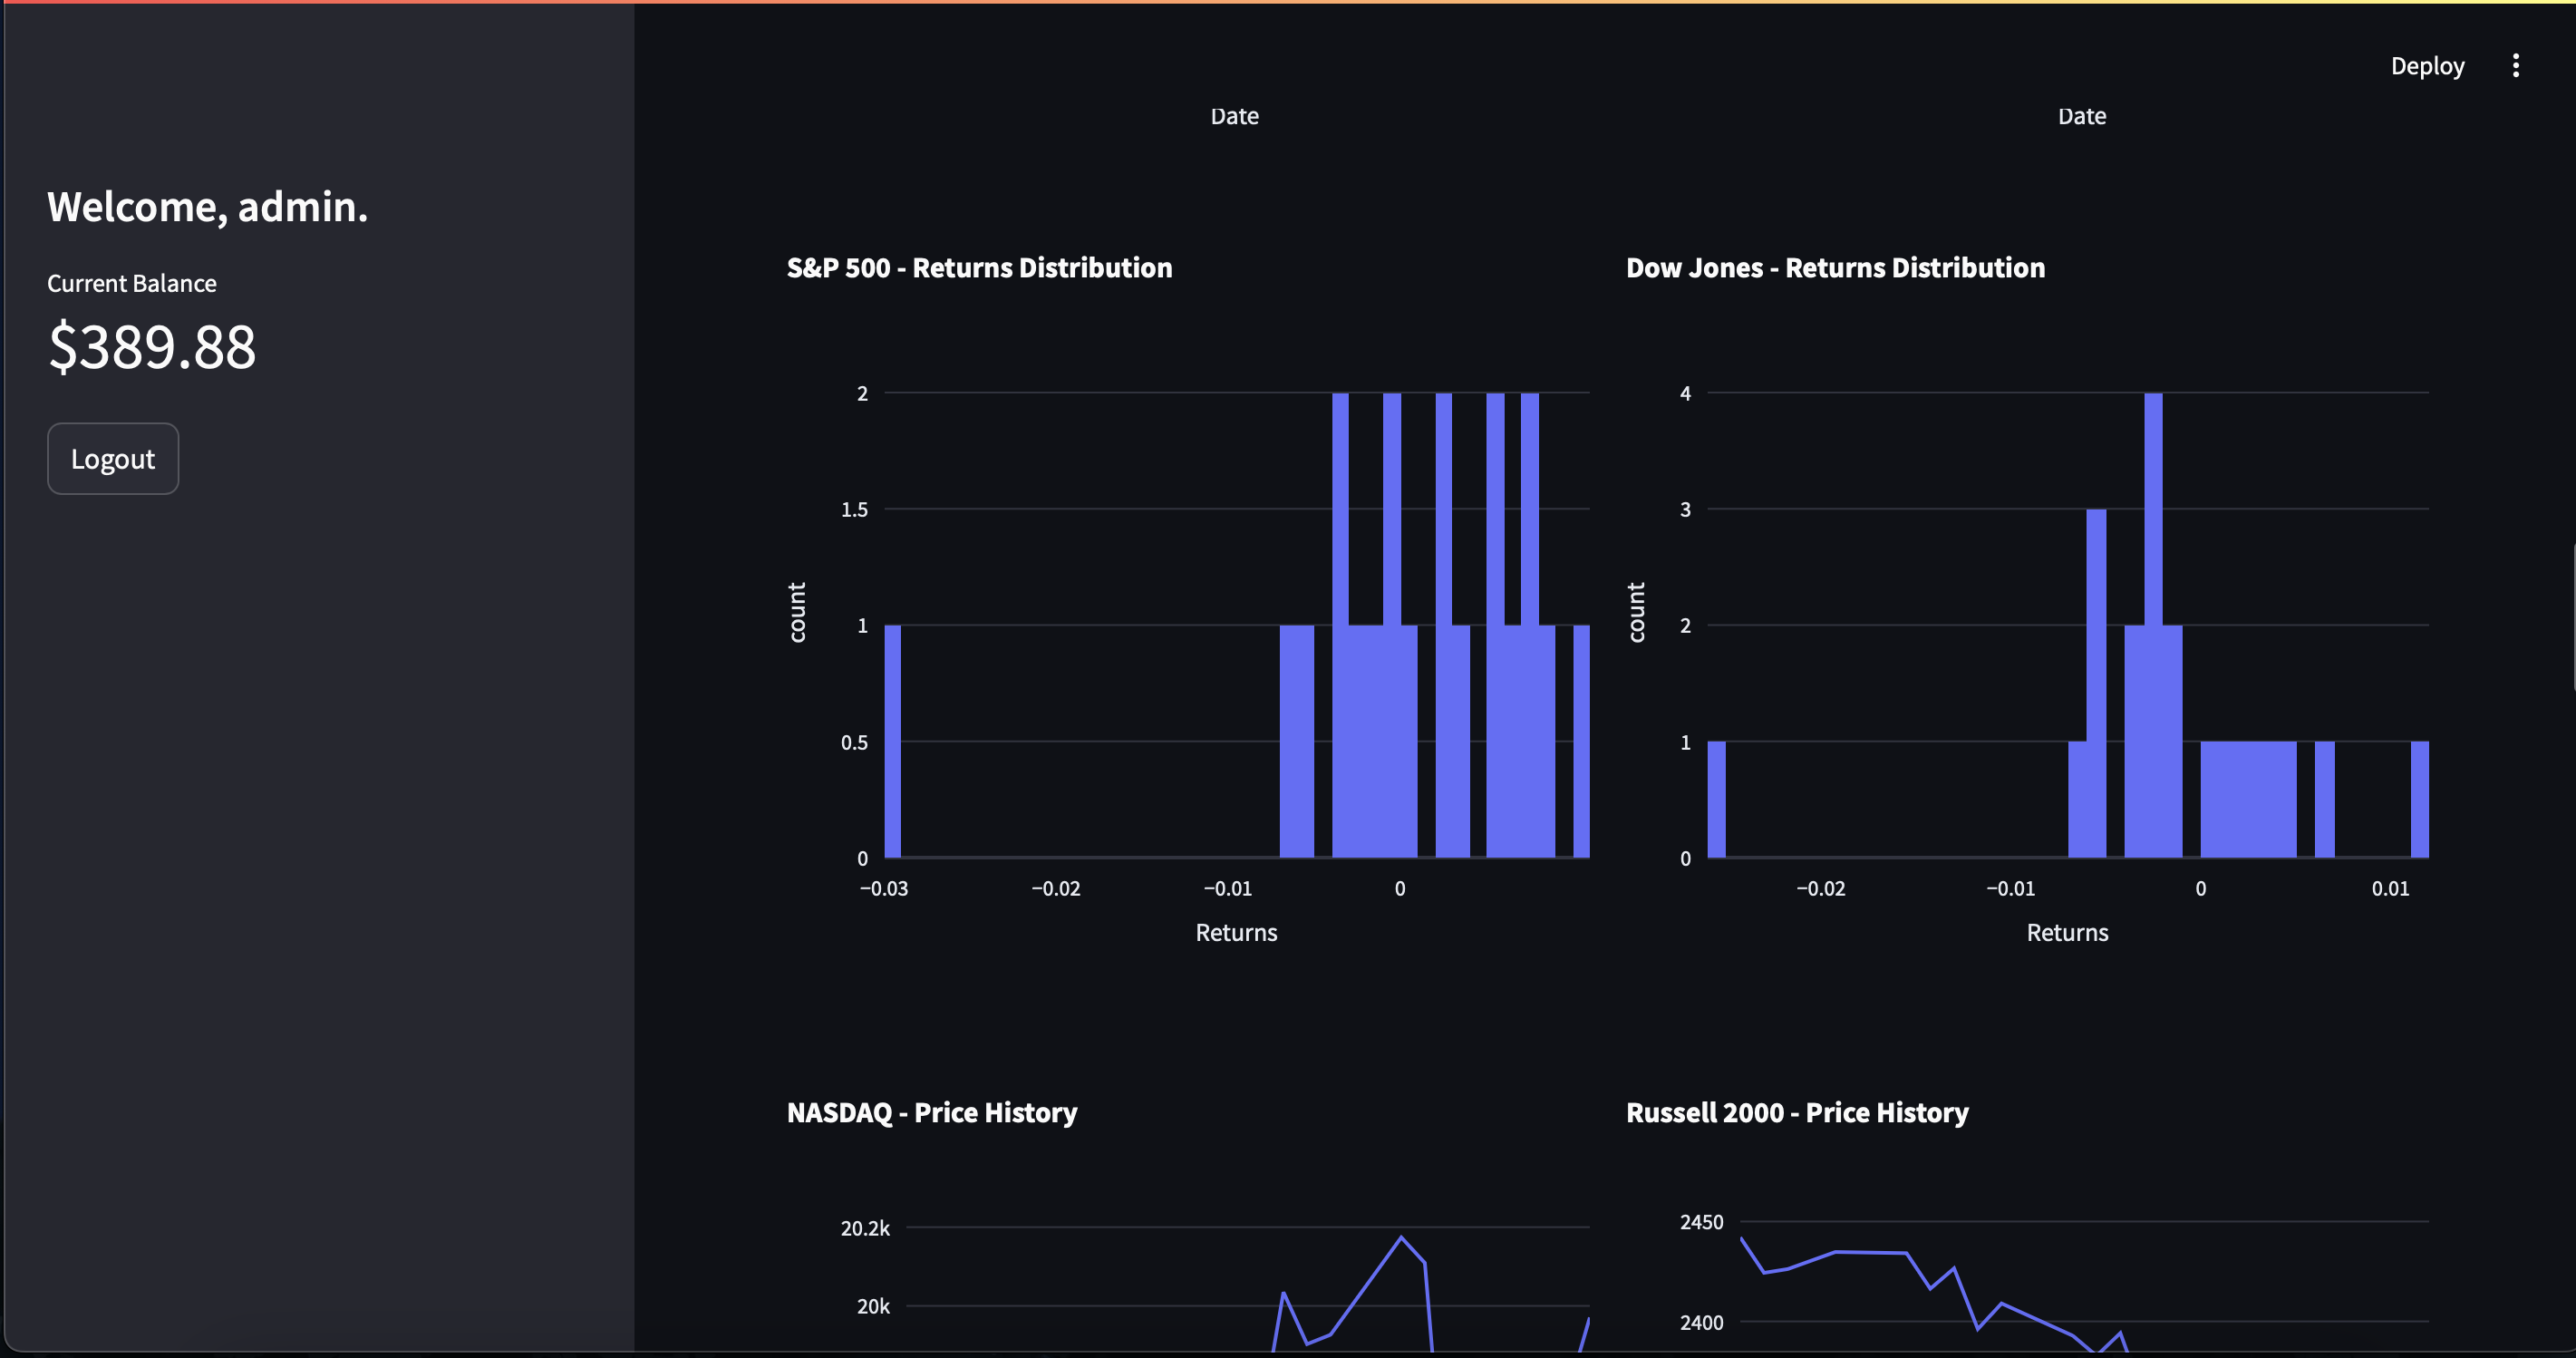 Deploy
Date
Date
Welcome, admin.
Current Balance
$389.88
Logout
S&P 500 - Returns Distribution
2
1.5
1
0.5
0
count
−0.03
−0.02
−0.01
0
Returns
Dow Jones - Returns Distribution
4
3
2
1
0
count
−0.02
−0.01
0
0.01
Returns
NASDAQ - Price History
20.2k
20k
Russell 2000 - Price History
2450
2400